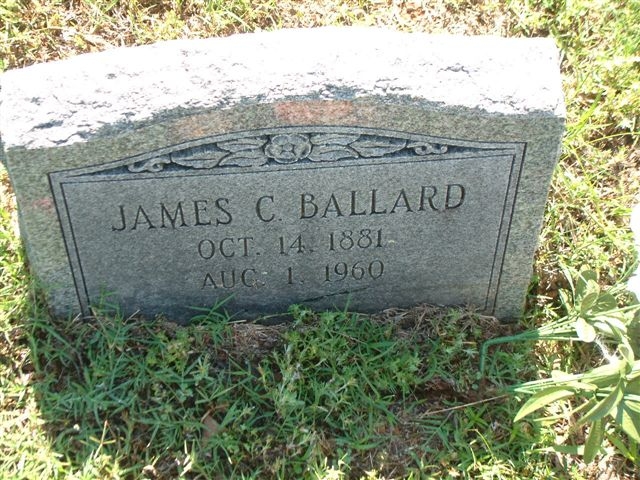 JAMES C. BALLARD
OCT. 14, 1881
AUG. 1, 1960